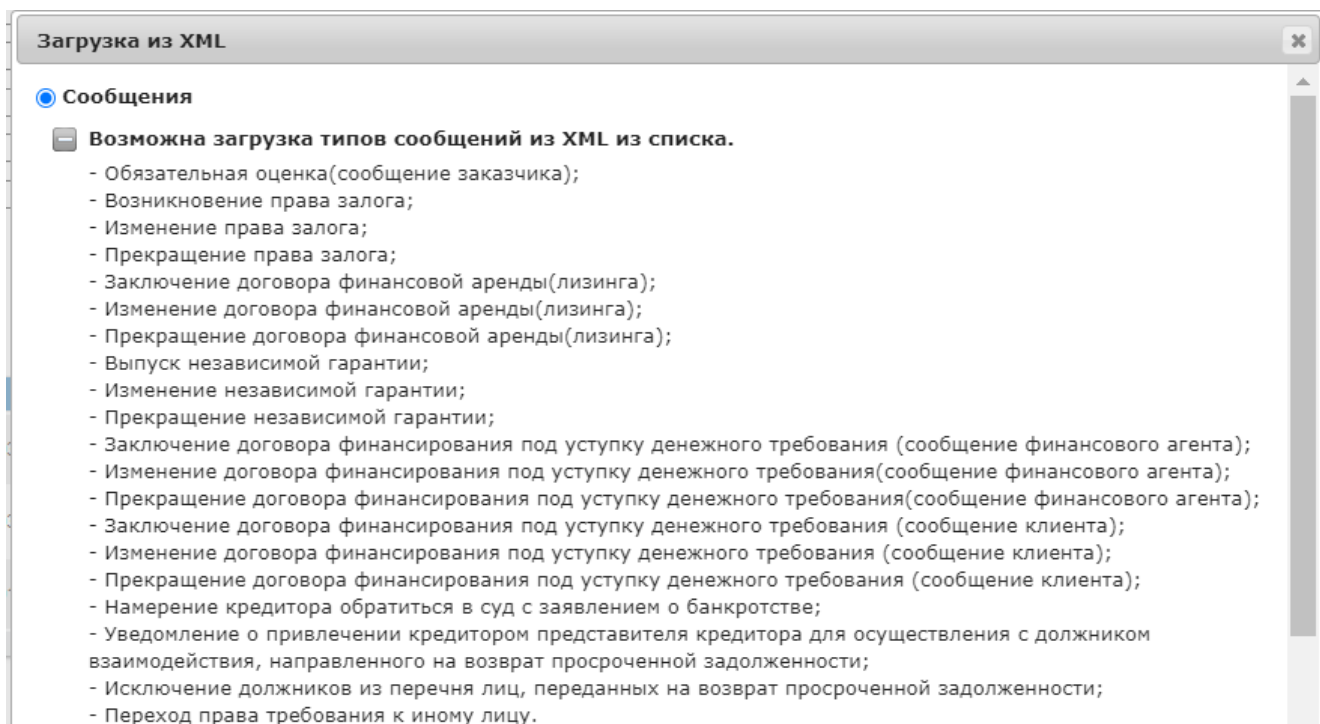 Загрузка из XML
Сообщения
Возможна загрузка типов сообщений из XML из списка.
- Обязательная оценка(сообщение заказчика);
- Возникновение права залога;
- Изменение права залога;
- Прекращение права залога;
- Заключение договора финансовой аренды(лизинга);
- Изменение договора финансовой аренды(лизинга);
- Прекращение договора финансовой аренды(лизинга);
- Выпуск независимой гарантии;
- Изменение независимой гарантии;
- Прекращение независимой гарантии;
- Заключение договора финансирования под уступку денежного требования (сообщение финансового агента);
- Изменение договора финансирования под уступку денежного требования(сообщение финансового агента);
- Прекращение договора финансирования под уступку денежного требования(сообщение финансового агента);
- Заключение договора финансирования под уступку денежного требования (сообщение клиента);
- Изменение договора финансирования под уступку денежного требования (сообщение клиента);
- Прекращение договора финансирования под уступку денежного требования (сообщение клиента);
- Намерение кредитора обратиться в суд с заявлением о банкротстве;
- Уведомление о привлечении кредитором представителя кредитора для осуществления с должником
взаимодействия, направленного на возврат просроченной задолженности;
- Исключение должников из перечня лиц, переданных на возврат просроченной задолженности;
- Переход права требования к иному лицу.